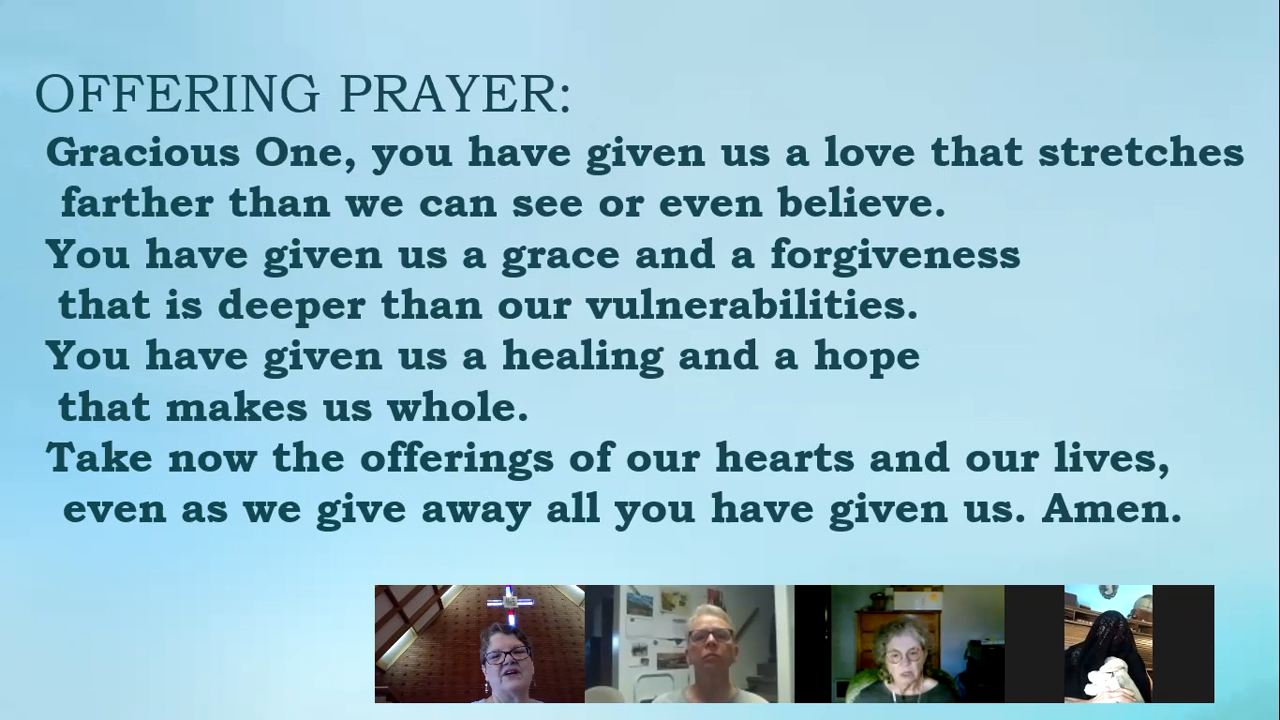 OFFERING PRAYER:
Gracious One, you have given us a love that stretches
farther than we can see or even believe.
You have given us a grace and a forgiveness
that is deeper than our vulnerabilities.
You have given us a healing and a hope
that makes us whole.
Take now the offerings of our hearts and our lives,
even as we give away all you have given us. Amen.